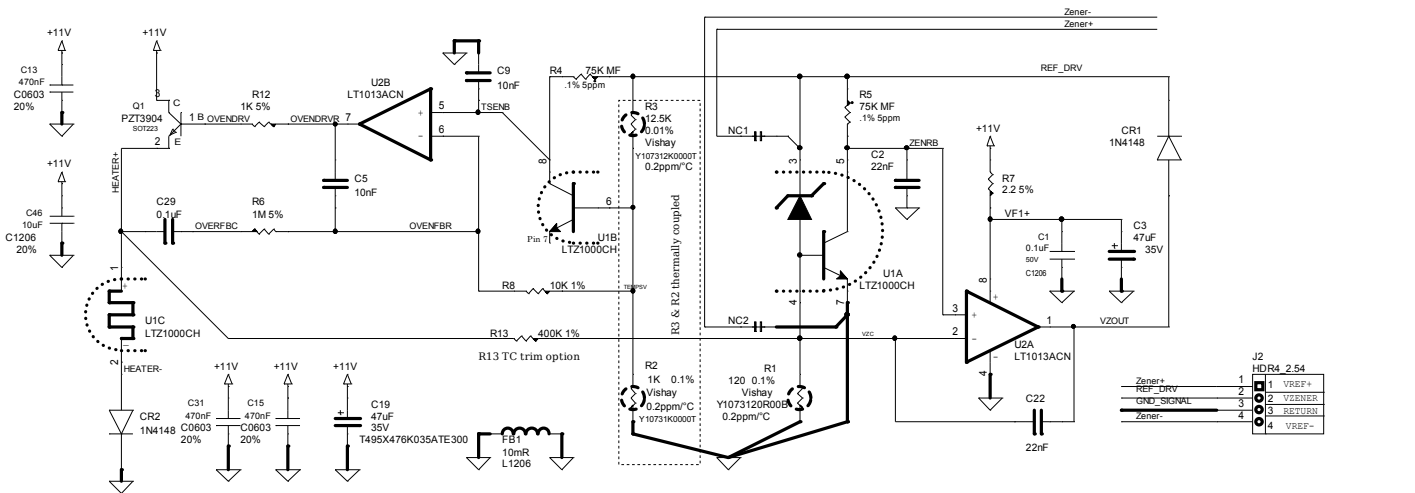 Zener-
Zener+
+11V
C13
470nF
C0603
20%
+11V
3
C
Q1
PZT3904
SOT223
1 B
E
2
OVENDRV
R12
1K 5%
OVENDRVR
7
U2B
LT1013ACN
+
5
−
6
C9
10nF
TSENB
R4
75K MF
.1% 5ppm
REF_DRV
R3
12.5K
0.01%
Vishay
Y107312K0000T
0.2ppm/°C
NC1
R5
75K MF
.1% 5ppm
ZENRB
C2
22nF
+11V
R7
2.2 5%
VF1+
C1
0.1uF
50V
C1206
C3
47uF
35V
+
CR1
1N4148
HEATER+
+11V
C46
10uF
C1206
20%
C29
0.1uF
OVERFBC
R6
1M 5%
C5
10nF
OVENFBR
8
6
Pin 7
U1B
LTZ1000CH
3
5
U1A
LTZ1000CH
4
7
R3 & R2 thermally coupled
TEMPSV
R8
10K 1%
NC2
1
+
U1C
LTZ1000CH
−
2
HEATER-
R13
400K 1%
R13 TC trim option
VZC
8
+
3
+
2
−
−
4
1
U2A
LT1013ACN
VZOUT
CR2
1N4148
+11V
C31
470nF
C0603
20%
+11V
C15
470nF
C0603
20%
+11V
+
C19
47uF
35V
T495X476K035ATE300
FB1
10mR
L1206
R2
1K 0.1%
Vishay
0.2ppm/°C
Y10731K0000T
R1
120 0.1%
Vishay
Y1073120R00B
0.2ppm/°C
C22
22nF
J2
HDR4_2.54
Zener+
1
1 VREF+
REF_DRV
2
2 VZENER
GND_SIGNAL
3
3 RETURN
Zener-
4
4 VREF-